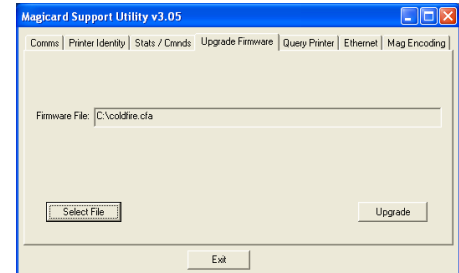 Magicard Support Utility v3.05
Comms Printer Identity Stats / Cmnds Upgrade Firmware Query Printer Ethernet Mag Encoding
Firmware File: C:\coldfire.cfa
Select File Upgrade
Exit